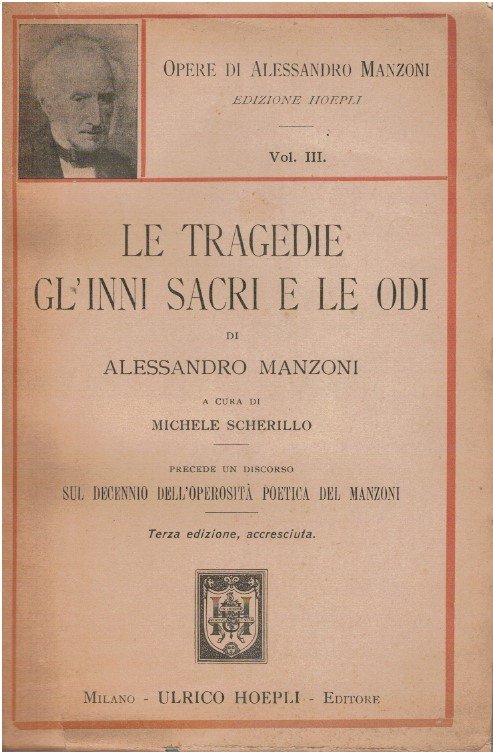 OPERE DI ALESSANDRO MANZONI
EDIZIONE HOEPLI
Vol. III.
LE TRAGEDIE
GL'INNI SACRI E LE ODI
DI
ALESSANDRO MANZONI
A CURA DI
MICHELE SCHERILLO
PRECEDE UN DISCORSO
SUL DECENNIO DELL'OPEROSITÀ POETICA DEL MANZONI
Terza edizione, accresciuta.
MILANO - ULRICO HOEPLI - EDITORE